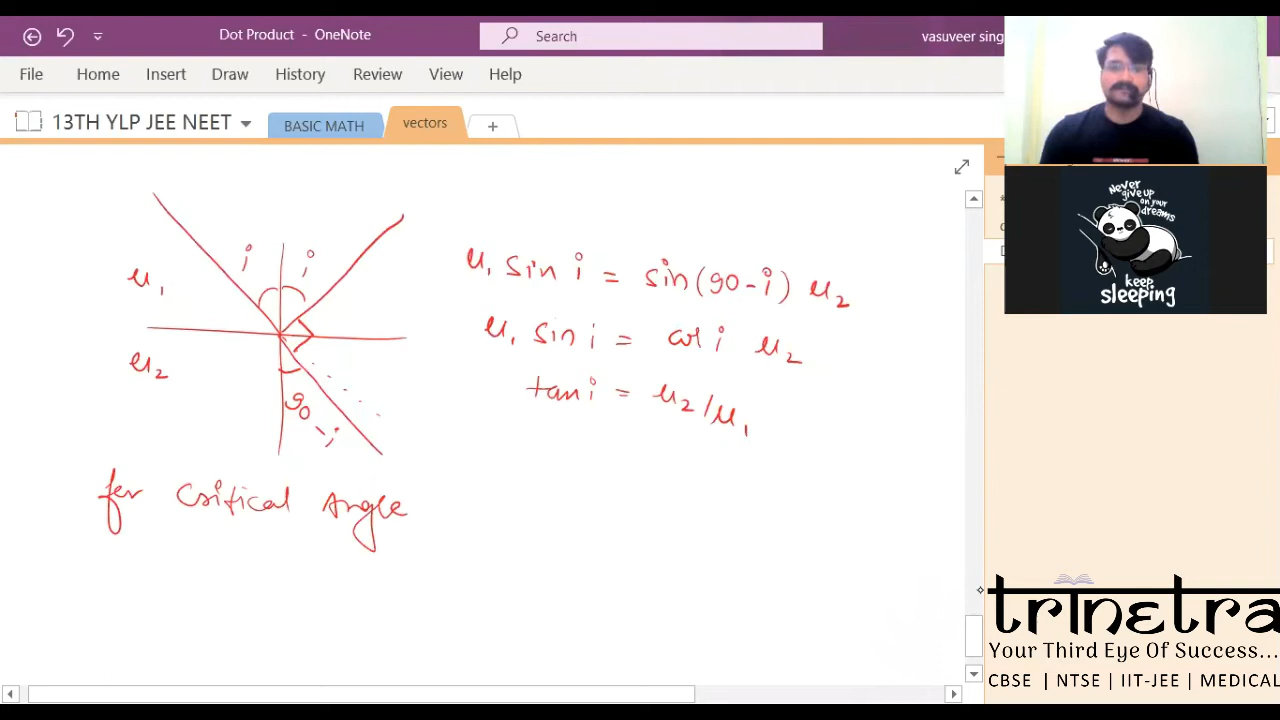 Dot Product - OneNote
Search
vasuveer sing
File Home Insert Draw History Review View Help
13TH YLP JEE NEET
BASIC MATH
vectors
Never
give up
on your
dreams
keep
sleeping
i i
μ₁
μ₂
90 - i
μ₁ sin i = sin(90 - i) μ₂
μ₁ sin i = cos i μ₂
tan i = μ₂/μ₁
for Critical Angle
trinetra
Your Third Eye Of Success...
CBSE | NTSE | IIT-JEE | MEDICAL